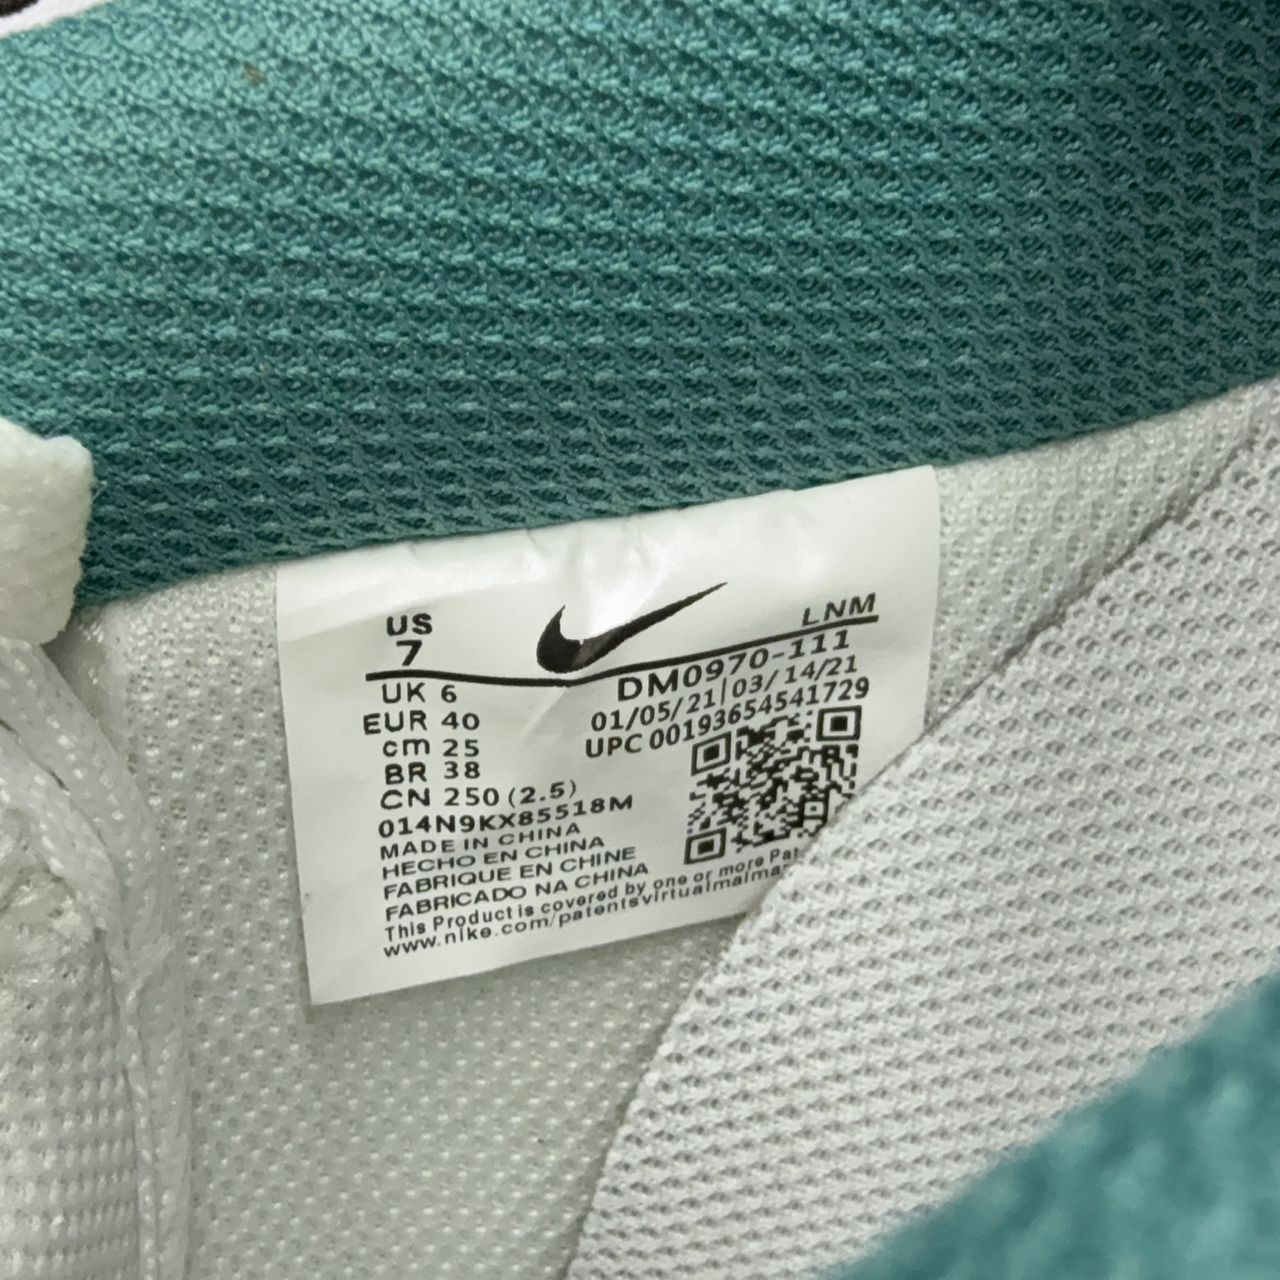 US
7
LNM
UK 6
DM0970-111
EUR 40
01/05/21|03/14/21
cm 25
UPC 00193654541729
BR 38
CN 250 (2.5)
014N9KX85518M
MADE IN CHINA
HECHO EN CHINA
FABRIQUE EN CHINE
FABRICADO NA CHINA
This Product is covered by one or more Pat
www.nike.com/patentsvirtualmalma